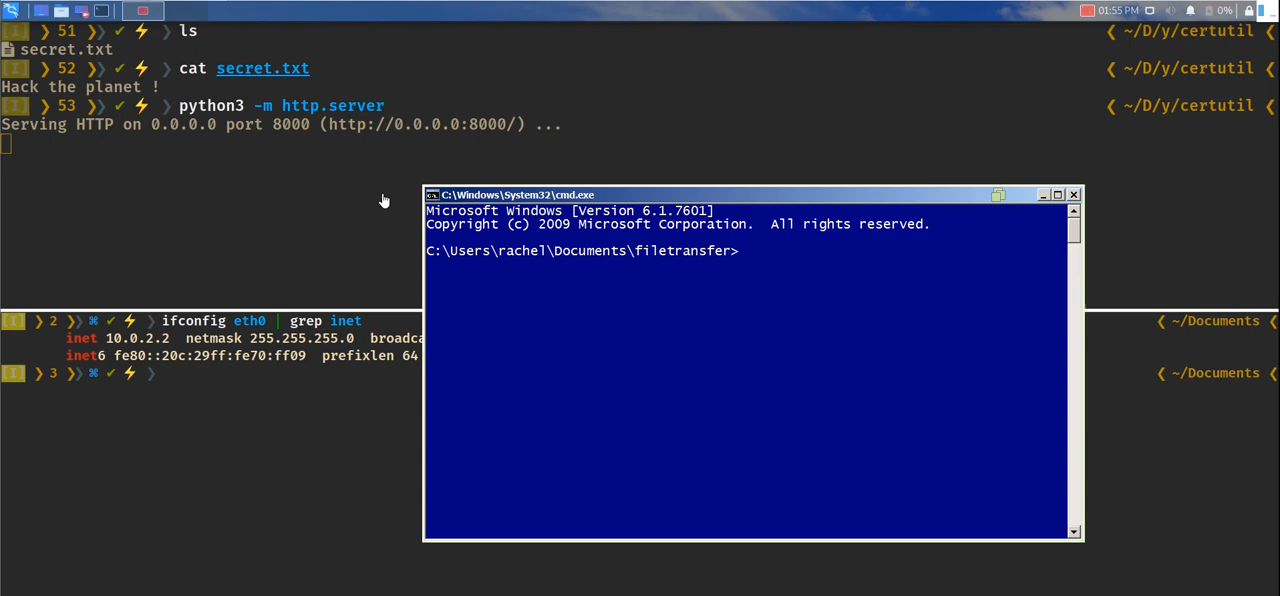 01:55 PM 0%
[I] ❯ 51 ❯❯ ✔ ⚡ ❯ ls ❮ ~/D/y/certutil ❮
secret.txt
[I] ❯ 52 ❯❯ ✔ ⚡ ❯ cat secret.txt ❮ ~/D/y/certutil ❮
Hack the planet !
[I] ❯ 53 ❯❯ ✔ ⚡ ❯ python3 -m http.server ❮ ~/D/y/certutil ❮
Serving HTTP on 0.0.0.0 port 8000 (http://0.0.0.0:8000/) ...
C:\Windows\System32\cmd.exe
Microsoft Windows [Version 6.1.7601]
Copyright (c) 2009 Microsoft Corporation.  All rights reserved.
C:\Users\rachel\Documents\filetransfer>
[I] ❯ 2 ❯❯ ⌘ ✔ ⚡ ❯ ifconfig eth0 | grep inet ❮ ~/Documents ❮
inet 10.0.2.2  netmask 255.255.255.0  broadca
inet6 fe80::20c:29ff:fe70:ff09  prefixlen 64
[I] ❯ 3 ❯❯ ⌘ ✔ ⚡ ❯ ❮ ~/Documents ❮